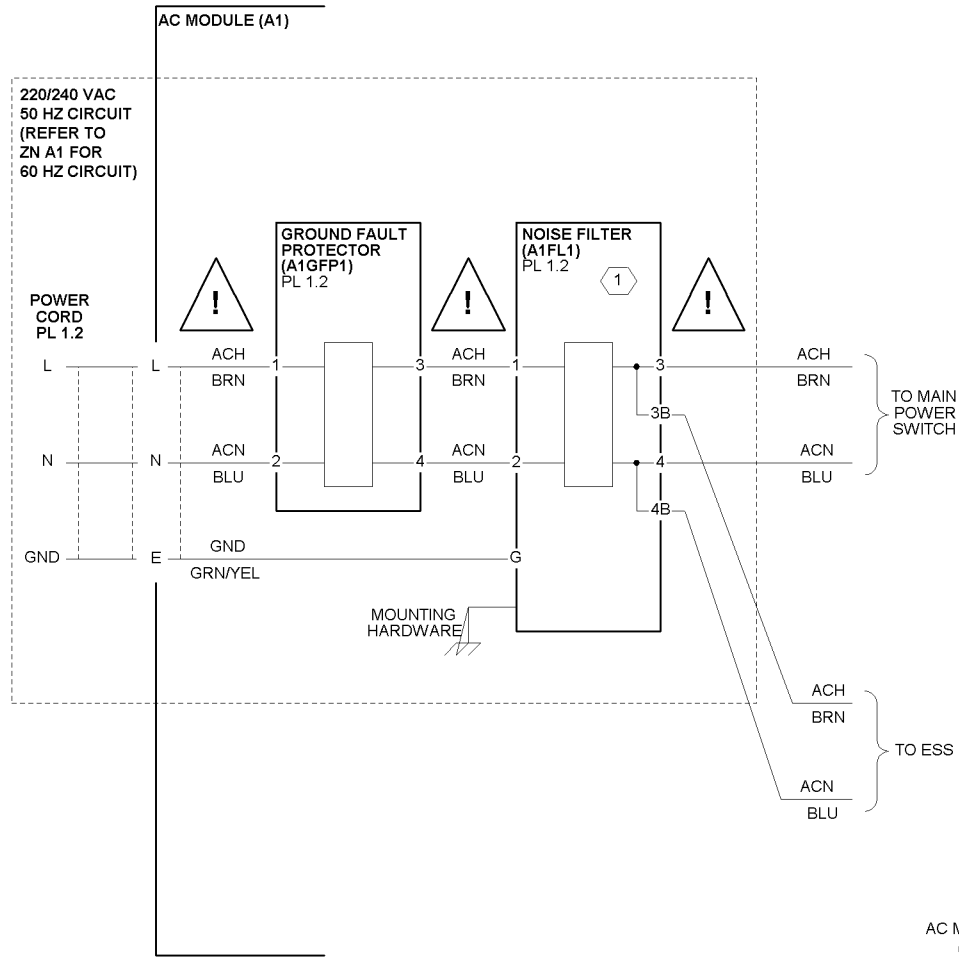 AC MODULE (A1)
220/240 VAC
50 HZ CIRCUIT
(REFER TO
ZN A1 FOR
60 HZ CIRCUIT)
GROUND FAULT
PROTECTOR
(A1GFP1)
PL 1.2
NOISE FILTER
(A1FL1)
PL 1.2
1
!
!
!
POWER
CORD
PL 1.2
L
L
ACH
BRN
1
3
ACH
BRN
1
3
ACH
BRN
3B
TO MAIN
POWER
SWITCH
N
N
ACN
BLU
2
4
ACN
BLU
2
4
ACN
BLU
4B
GND
E
GND
GRN/YEL
G
MOUNTING
HARDWARE
ACH
BRN
TO ESS
ACN
BLU
AC M